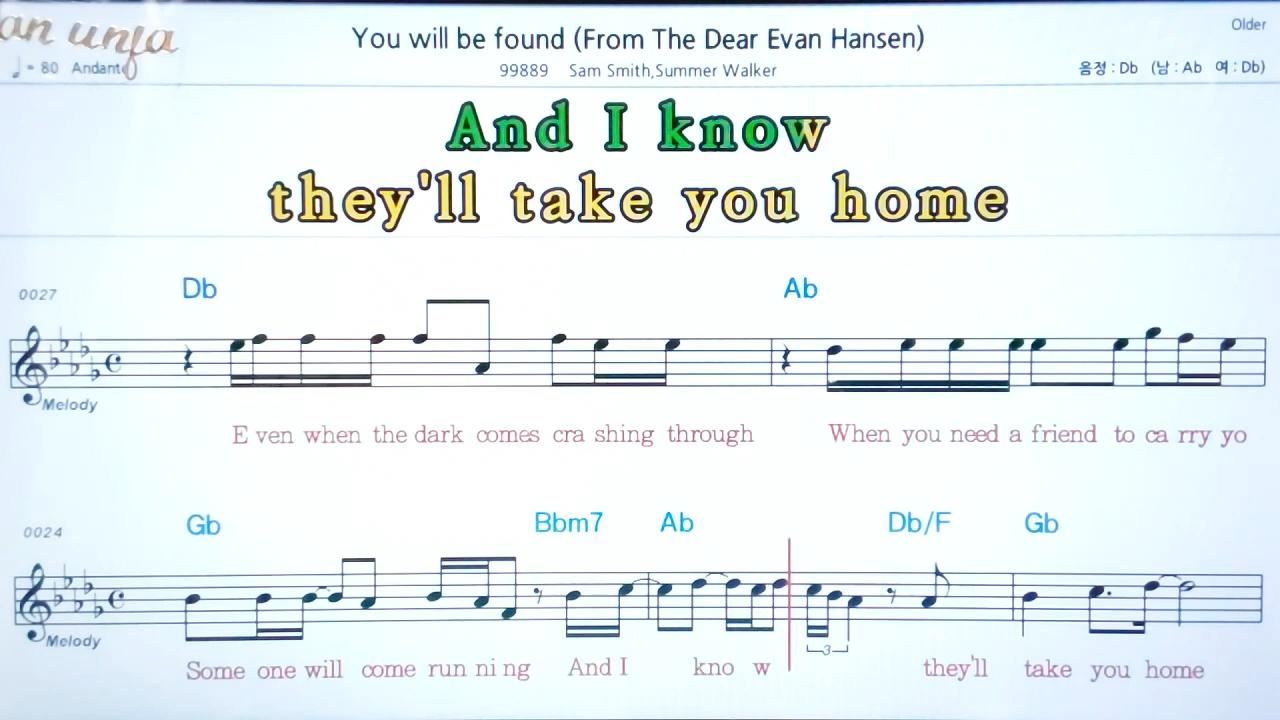 You will be found (From The Dear Evan Hansen)
Older
♩ = 80 Andante
99889 Sam Smith,Summer Walker
음정 : Db (남 : Ab 여 : Db)
And I know
they'll take you home
0027
Db
Ab
Melody
E ven when the dark comes cra shing through When you need a friend to ca rry yo
0024
Gb
Bbm7
Ab
Db/F
Gb
3
Melody
Some one will come run ni ng And I kno w they'll take you home